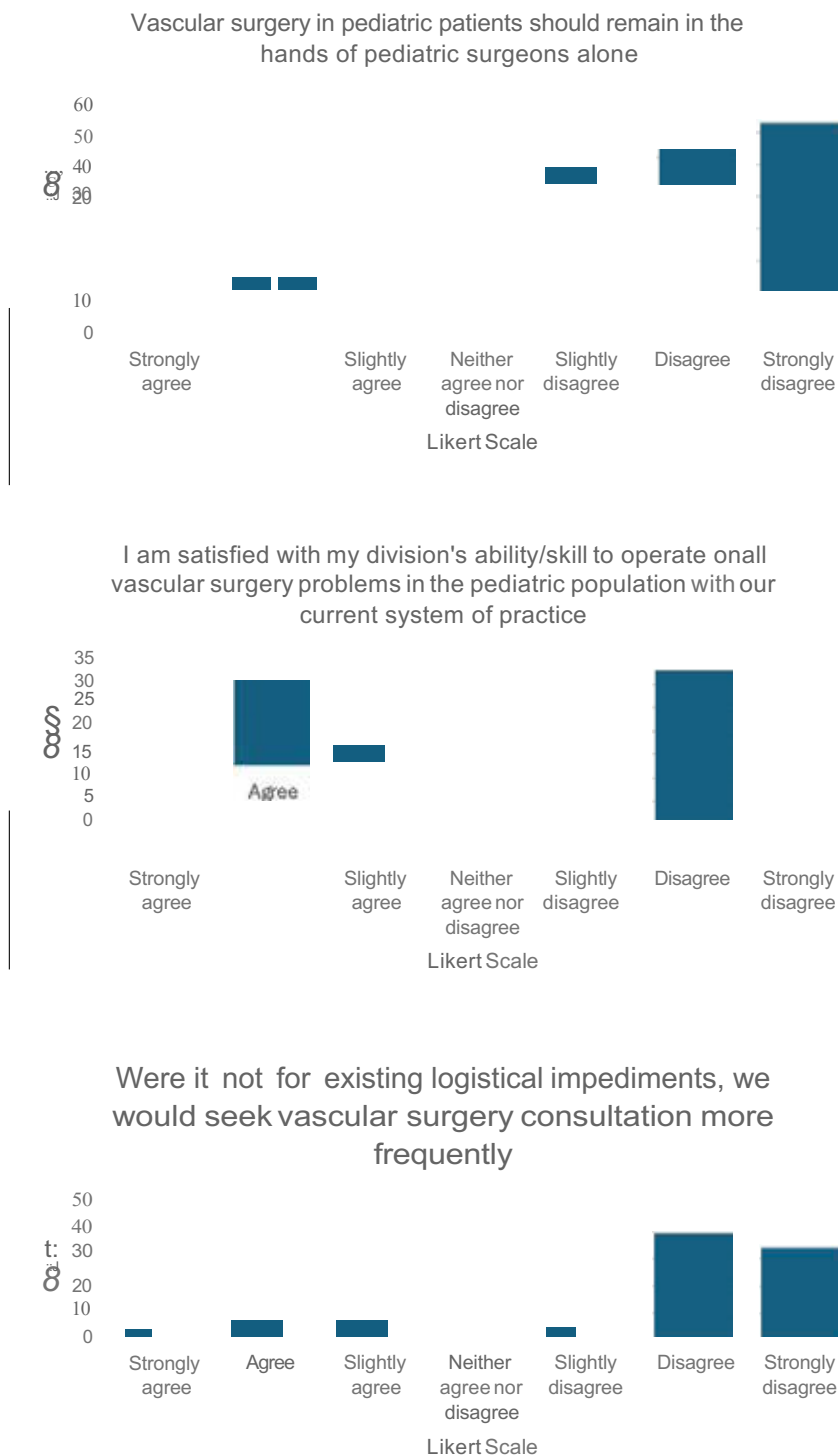 Vascular surgery in pediatric patients should remain in the
hands of pediatric surgeons alone
60
50
40
30
20
10
0
Strongly agree
Slightly agree
Neither agree nor disagree
Slightly disagree
Disagree
Strongly disagree
Likert Scale
I am satisfied with my division's ability/skill to operate onall
vascular surgery problems in the pediatric population with our
current system of practice
35
30
25
20
15
10
5
0
Agree
Strongly agree
Slightly agree
Neither agree nor disagree
Slightly disagree
Disagree
Strongly disagree
Likert Scale
Were it not for existing logistical impediments, we
would seek vascular surgery consultation more
frequently
50
40
30
20
10
0
Strongly agree
Agree
Slightly agree
Neither agree nor disagree
Slightly disagree
Disagree
Strongly disagree
Likert Scale